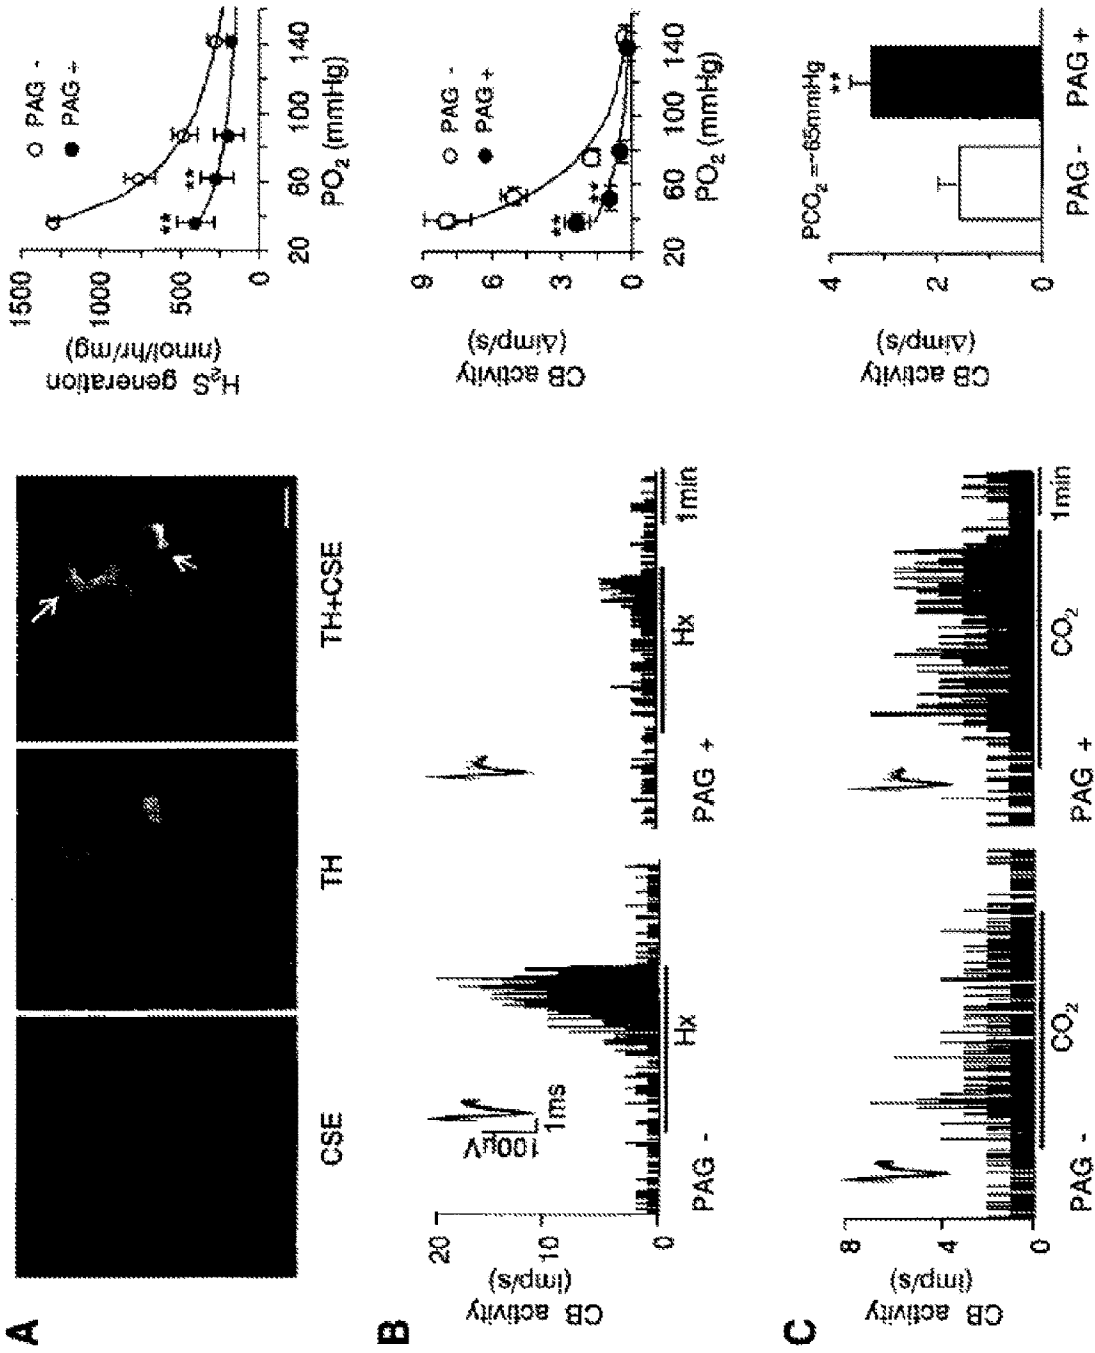 A
CSE
TH
TH+CSE
H₂S generation
(nmol/hr/mg)
1500
1000
500
0
20
60
100
140
PO₂ (mmHg)
PAG -
PAG +
**
**
B
CB activity
(imp/s)
20
10
0
100µV
1ms
PAG -
Hx
PAG +
Hx
1min
CB activity
(Δimp/s)
9
6
3
0
20
60
100
140
PO₂ (mmHg)
PAG -
PAG +
**
**
C
CB activity
(imp/s)
8
4
0
PAG -
CO₂
PAG +
CO₂
1min
CB activity
(Δimp/s)
4
2
0
PCO₂ =~65mmHg
**
PAG -
PAG +